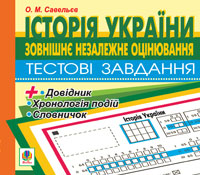 О. М. Савельєв
ІСТОРІЯ УКРАЇНИ
ЗОВНІШНЄ НЕЗАЛЕЖНЕ ОЦІНЮВАННЯ
ТЕСТОВІ ЗАВДАННЯ
+ • Довідник
• Хронологія подій
• Словничок
Історія України